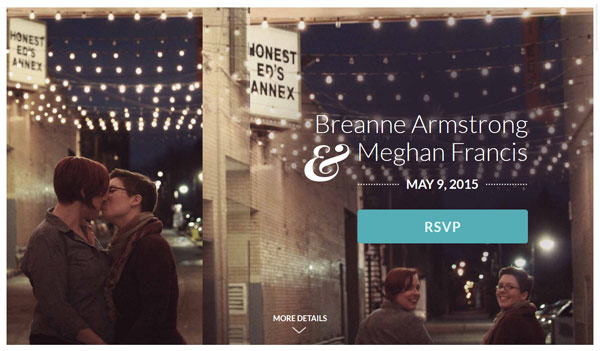 HONEST
ED'S
ANNEX
HONEST
ED'S
ANNEX
Breanne Armstrong
& Meghan Francis
MAY 9, 2015
RSVP
MORE DETAILS